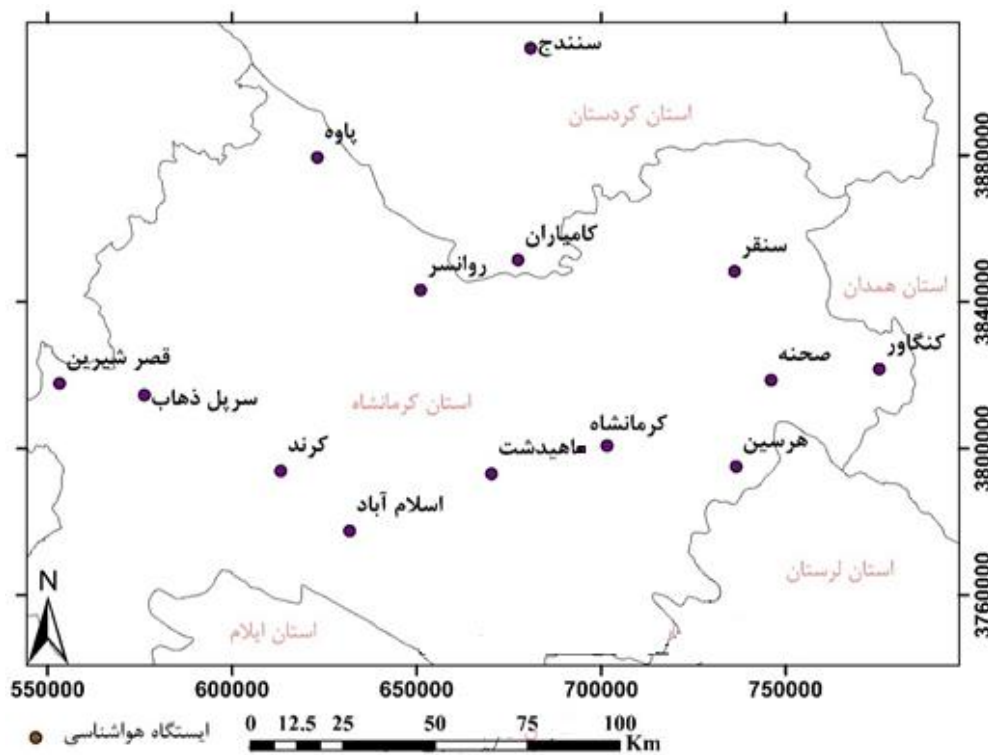 سنندج
استان کردستان
پاوه
3880000
کامیاران
سنقر
روانسر
استان همدان
3840000
کنگاور
قصر شیرین
صحنه
سرپل ذهاب
استان کرمانشاه
کرمانشاه
هرسین
کرند
ماهیدشت
3800000
اسلام آباد
استان لرستان
N
3760000
استان ایلام
550000 600000 650000 700000 750000
ایستگاه هواشناسی
0 12.5 25 50 75 100
Km